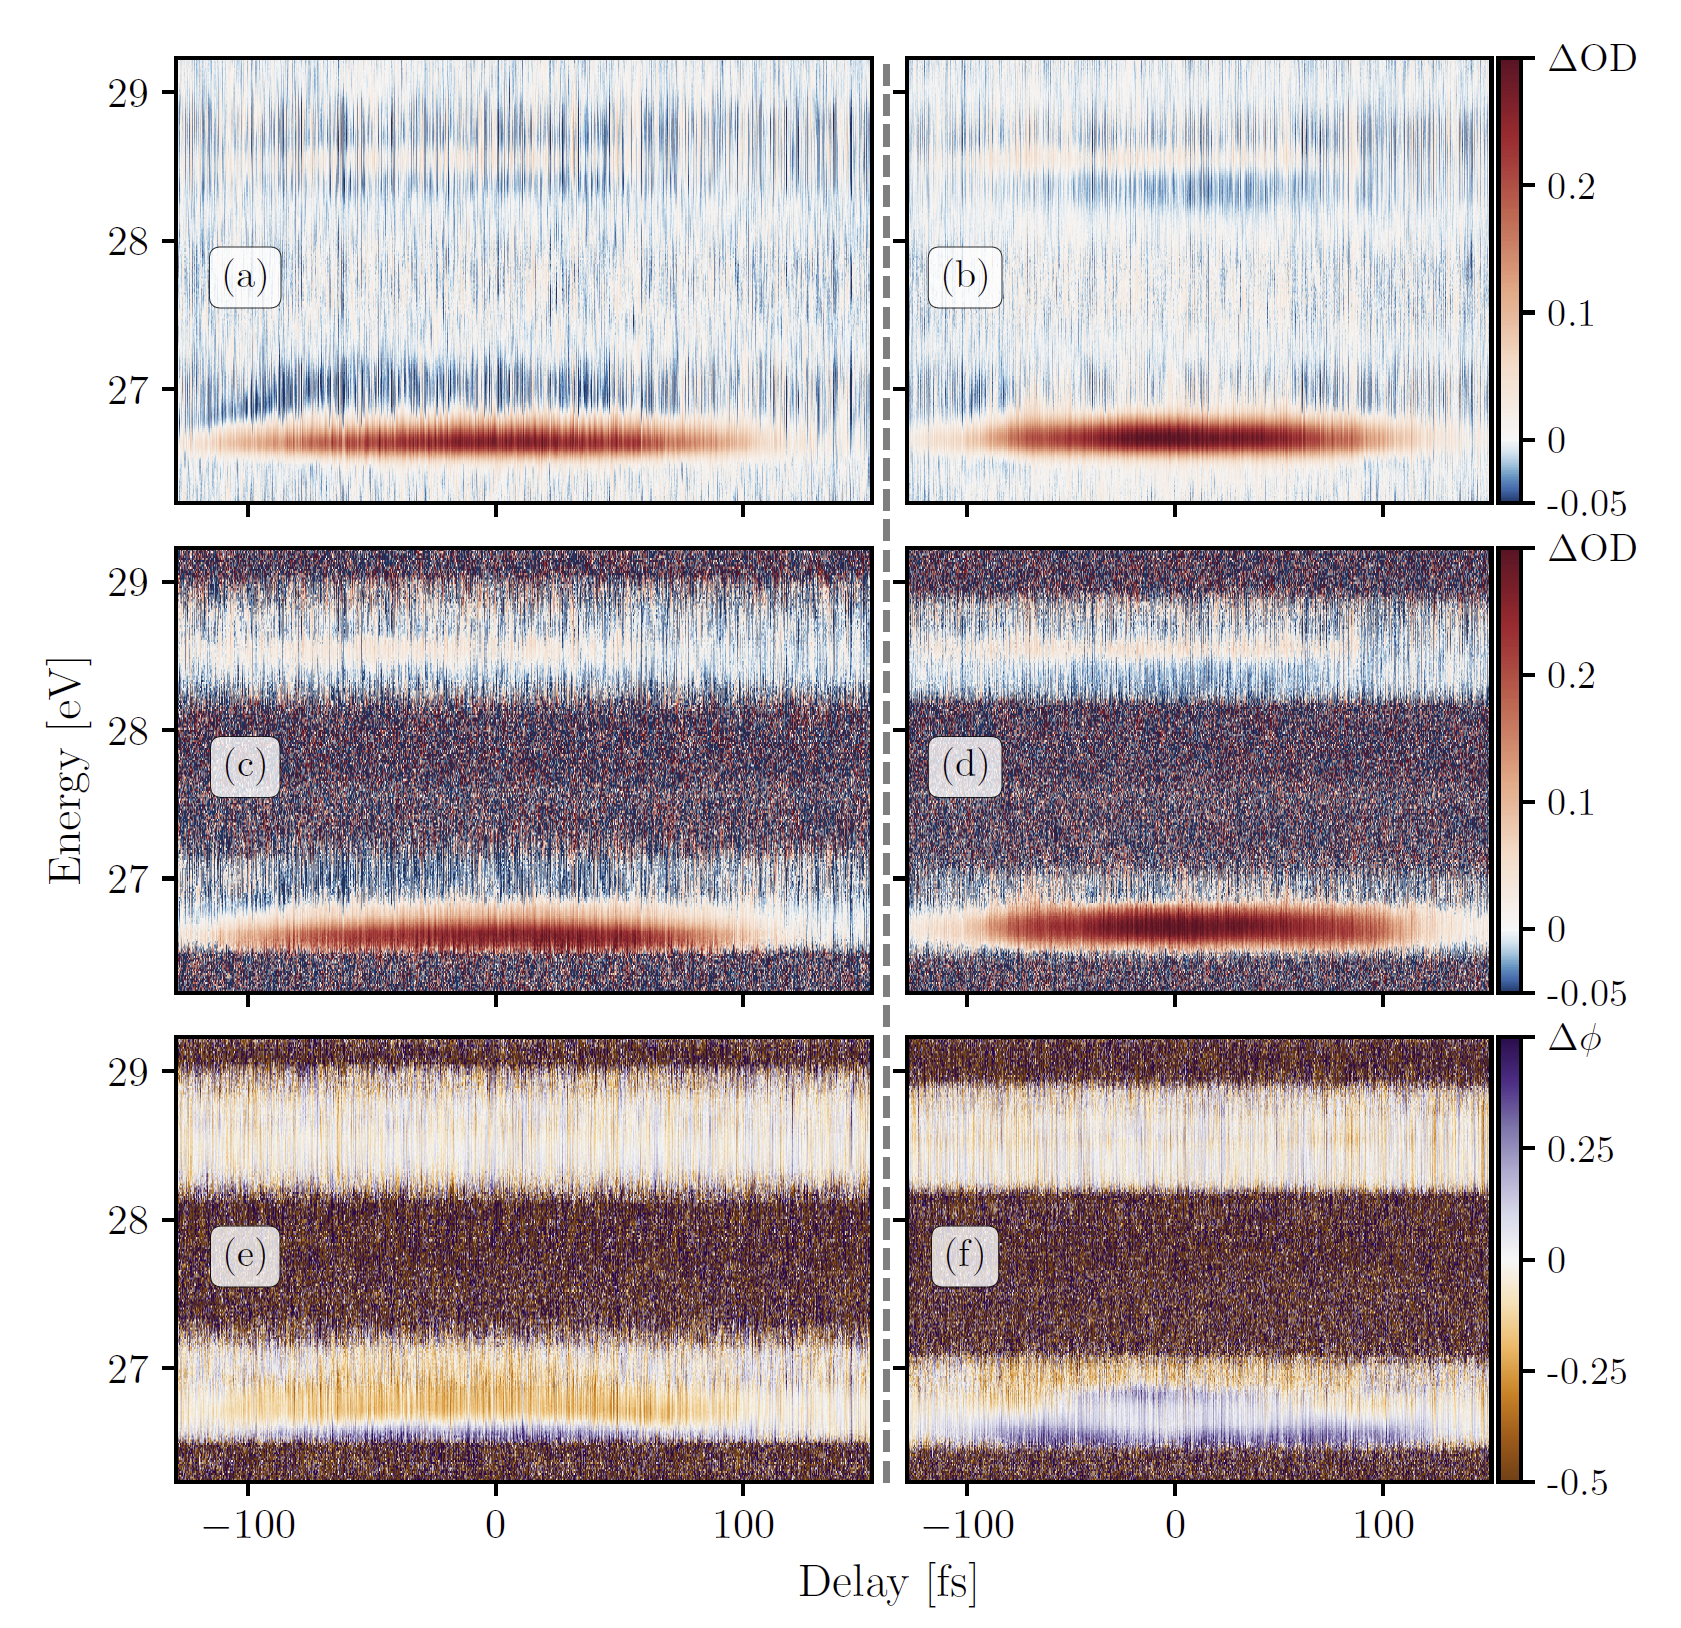 29
28
27
(a)
(b)
ΔOD
0.2
0.1
0
-0.05
29
28
27
(c)
(d)
ΔOD
0.2
0.1
0
-0.05
Energy [eV]
29
28
27
(e)
(f)
Δϕ
0.25
0
-0.25
-0.5
−100 0 100
−100 0 100
Delay [fs]